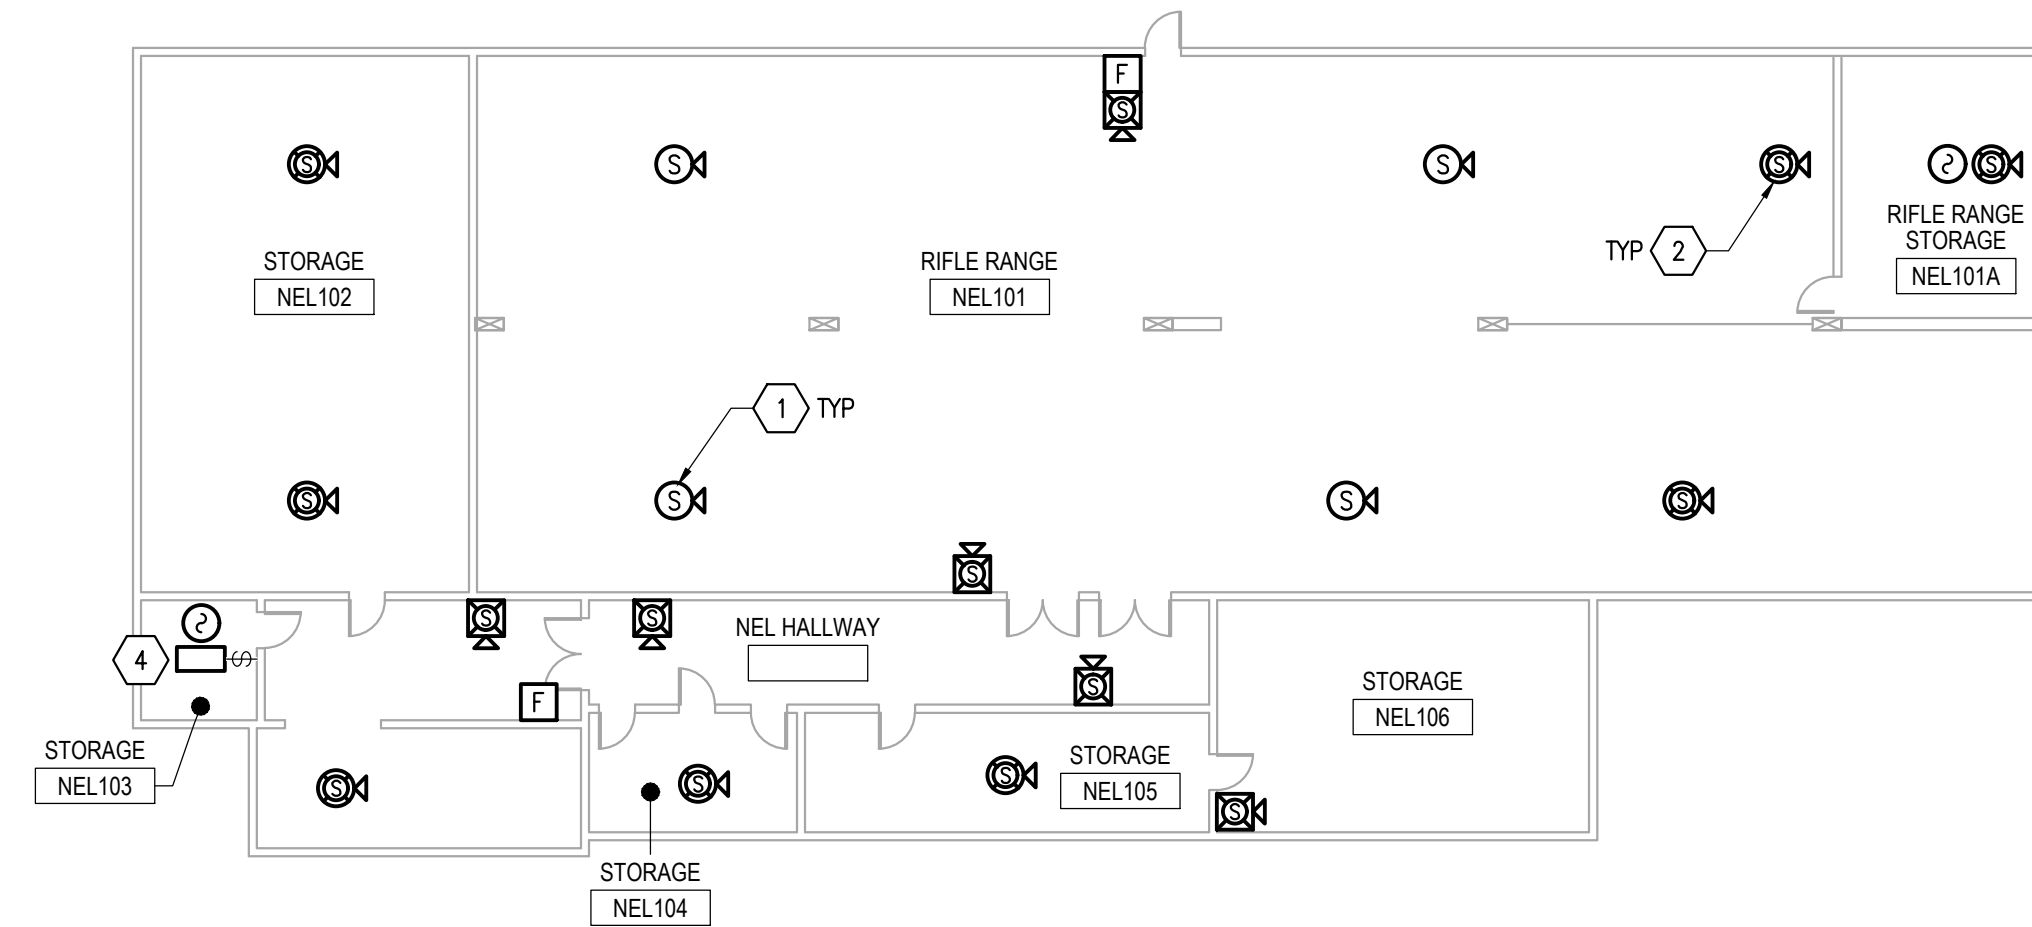 F
S
S
S
S
S
S
STORAGE
NEL102
RIFLE RANGE
NEL101
TYP 2
RIFLE RANGE
STORAGE
NEL101A
1 TYP
S
S
S
S
S
S
S
NEL HALLWAY
4
S
F
S
STORAGE
NEL106
STORAGE
NEL103
S
S
S
STORAGE
NEL105
S
STORAGE
NEL104